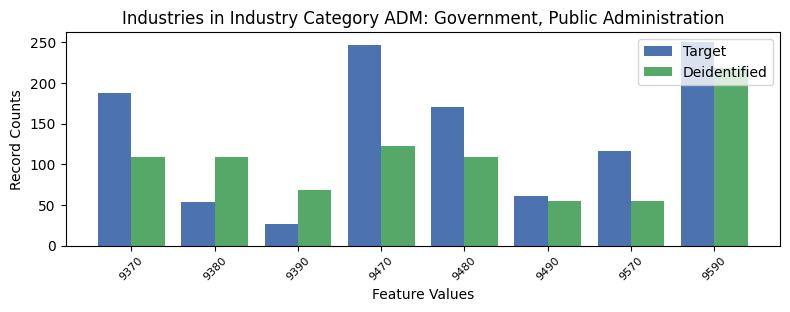 Industries in Industry Category ADM: Government, Public Administration
Record Counts
250
200
150
100
50
0
Target
Deidentified
9370 9380 9390 9470 9480 9490 9570 9590
Feature Values